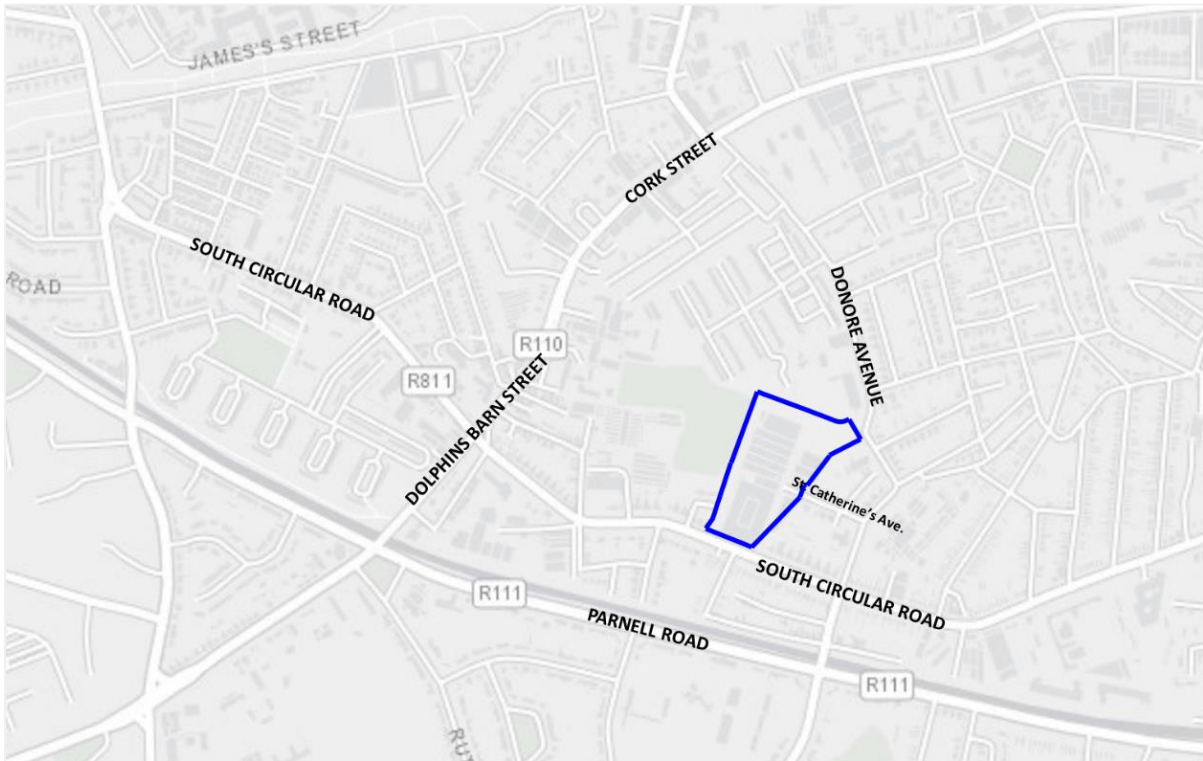 JAMES'S STREET
CORK STREET
SOUTH CIRCULAR ROAD
ROAD
DONORE AVENUE
R110
R811
DOLPHINS BARN STREET
St. Catherine's Ave.
SOUTH CIRCULAR ROAD
R111
PARNELL ROAD
R111